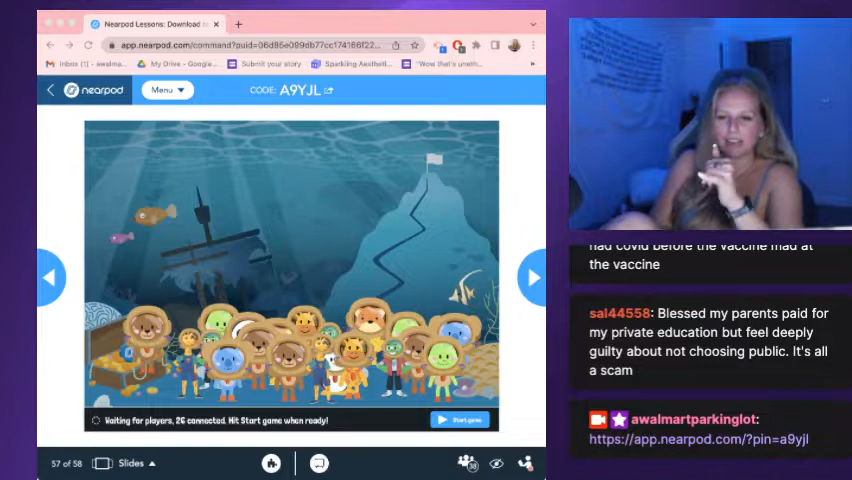 Nearpod Lessons: Download r
app.nearpod.com/command?puid=06d85e099db77cc174166f22...
Inbox (1) - awalma... My Drive - Google... Submit your story Sparkling Aestheti... "Wow that's uneth...
nearpod Menu CODE: A9YJL
Waiting for players, 26 connected. Hit Start game when ready! Start game
57 of 58 Slides 38
had covid before the vaccine mad at
the vaccine
sal44558: Blessed my parents paid for
my private education but feel deeply
guilty about not choosing public. It's all
a scam
awalmartparkinglot:
https://app.nearpod.com/?pin=a9yjl